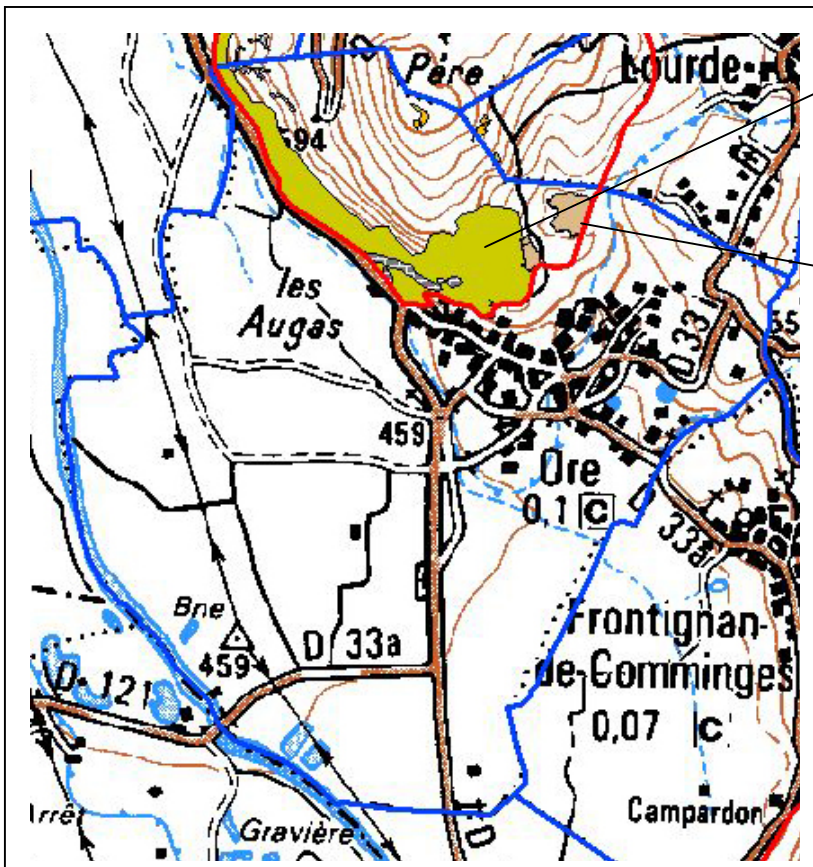 Père
Lourde
594
les
Augas
D 33
55
459
Ore
0,1 C
33a
Bne
459
D 33a
Frontignan-
de-Comminges
0,07 C
D 121
Campardon
Gravière
D